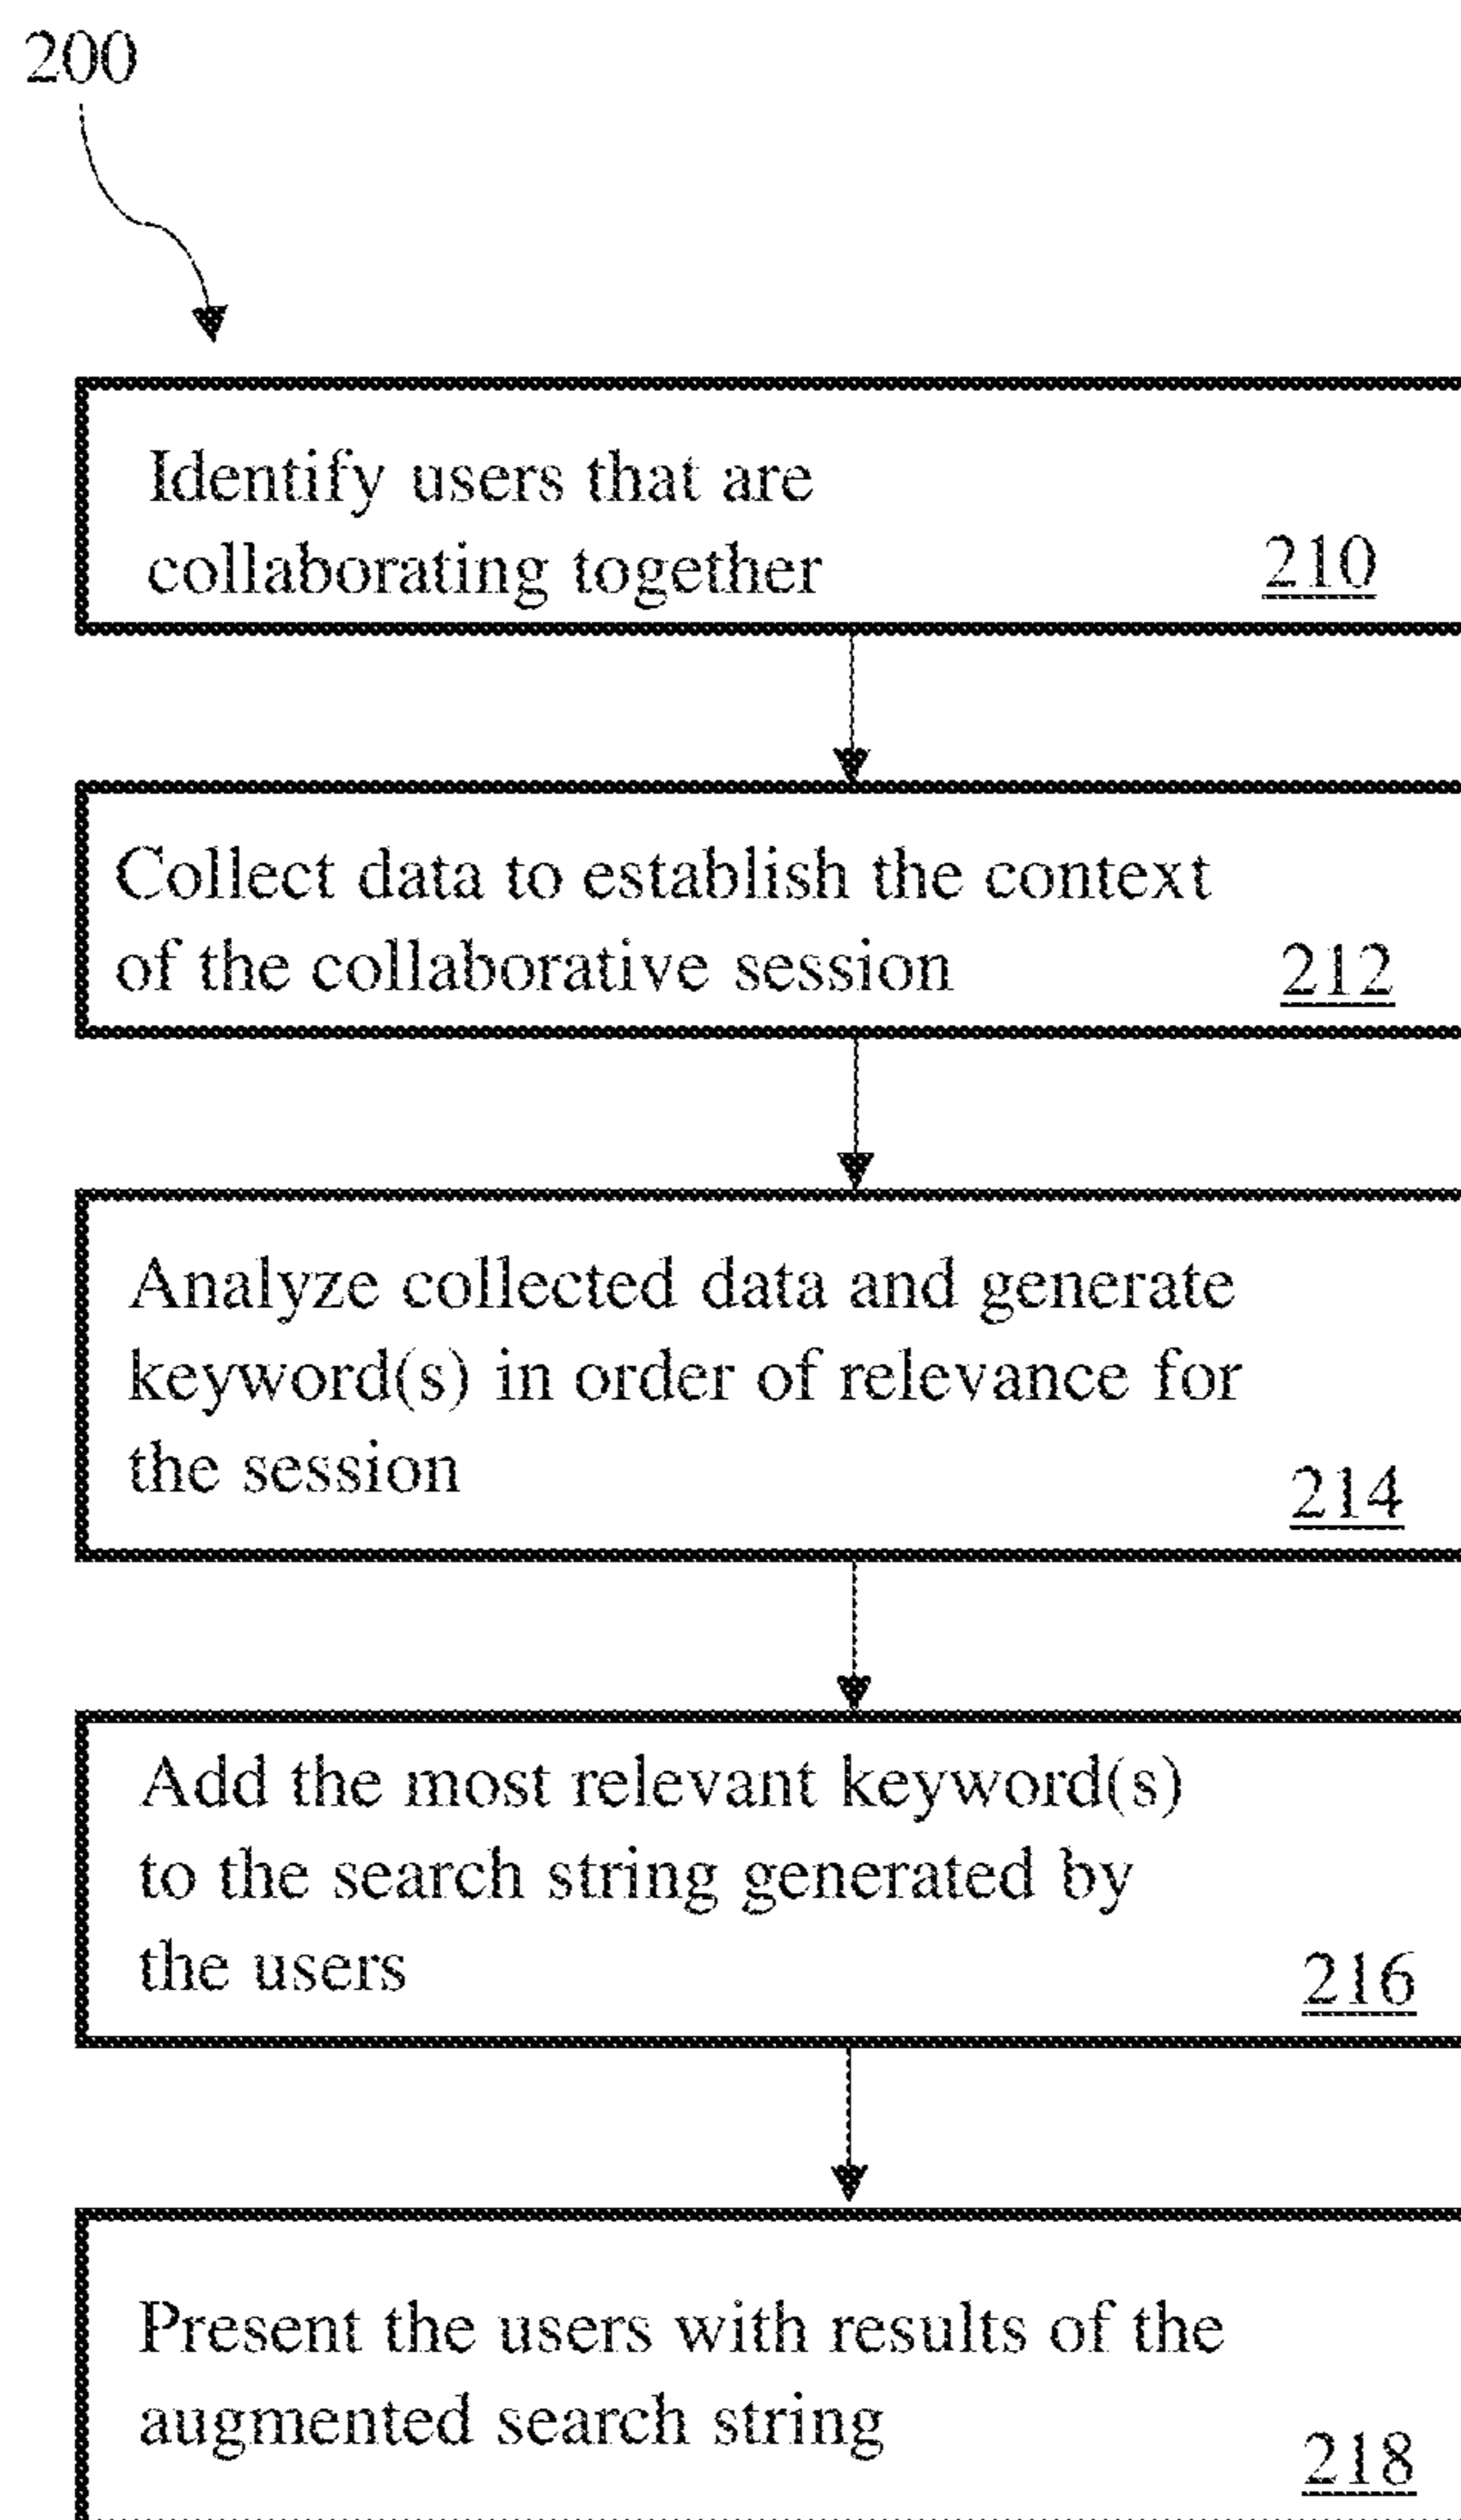 200
Identify users that are
collaborating together
210
Collect data to establish the context
of the collaborative session
212
Analyze collected data and generate
keyword(s) in order of relevance for
the session
214
Add the most relevant keyword(s)
to the search string generated by
the users
216
Present the users with results of the
augmented search string
218